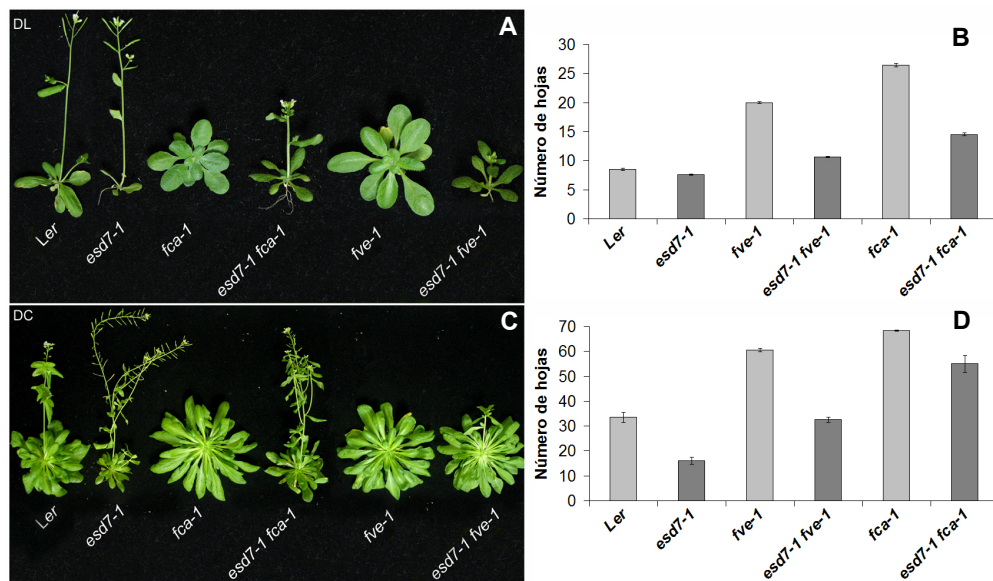 DL
A
Ler
esd7-1
fca-1
esd7-1 fca-1
fve-1
esd7-1 fve-1
B
Número de hojas
30
25
20
15
10
5
0
Ler
esd7-1
fve-1
esd7-1 fve-1
fca-1
esd7-1 fca-1
DC
C
Ler
esd7-1
fca-1
esd7-1 fca-1
fve-1
esd7-1 fve-1
D
Número de hojas
70
60
50
40
30
20
10
0
Ler
esd7-1
fve-1
esd7-1 fve-1
fca-1
esd7-1 fca-1